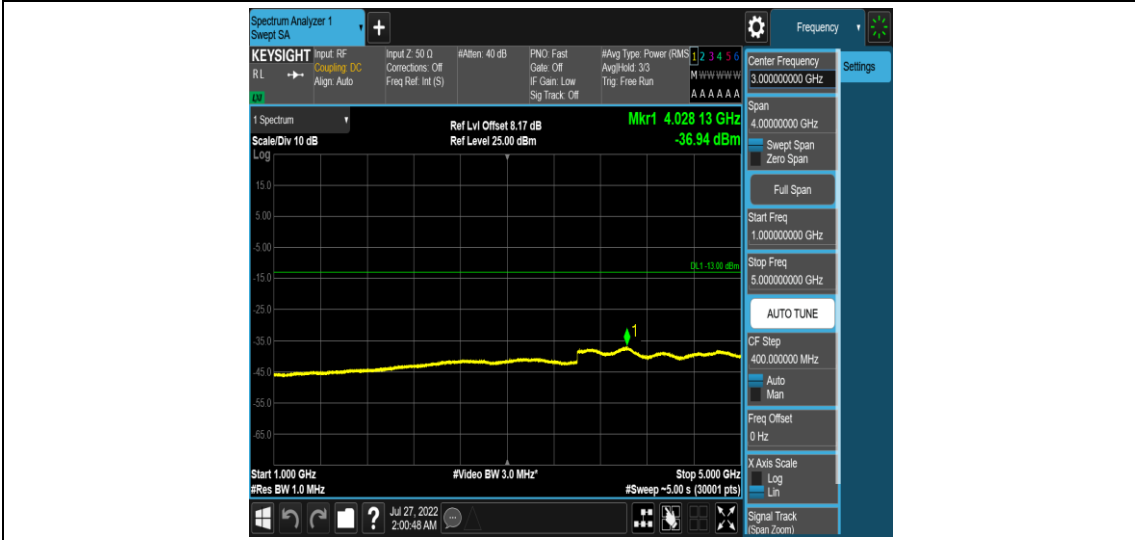 Spectrum Analyzer 1
Swept SA
+
Frequency
KEYSIGHT
RL
Input: RF
Coupling: DC
Align: Auto
Input Z: 50 Ω
Corrections: Off
Freq Ref: Int (S)
#Atten: 40 dB
PNO: Fast
Gate: Off
IF Gain: Low
Sig Track: Off
#Avg Type: Power (RMS
Avg|Hold: 3/3
Trig: Free Run
1 2 3 4 5 6
M W W W W W
A A A A A A
1 Spectrum
Scale/Div 10 dB
Log
Ref Lvl Offset 8.17 dB
Ref Level 25.00 dBm
Mkr1 4.028 13 GHz
-36.94 dBm
15.0
5.00
-5.00
-15.0
-25.0
-35.0
-45.0
-55.0
-65.0
DL1 -13.00 dBm
1
Start 1.000 GHz
#Res BW 1.0 MHz
#Video BW 3.0 MHz*
Stop 5.000 GHz
#Sweep ~5.00 s (30001 pts)
?
Jul 27, 2022
2:00:48 AM
Center Frequency
3.000000000 GHz
Span
4.00000000 GHz
Swept Span
Zero Span
Full Span
Start Freq
1.000000000 GHz
Stop Freq
5.000000000 GHz
AUTO TUNE
CF Step
400.000000 MHz
Auto
Man
Freq Offset
0 Hz
X Axis Scale
Log
Lin
Signal Track
(Span Zoom)
Settings